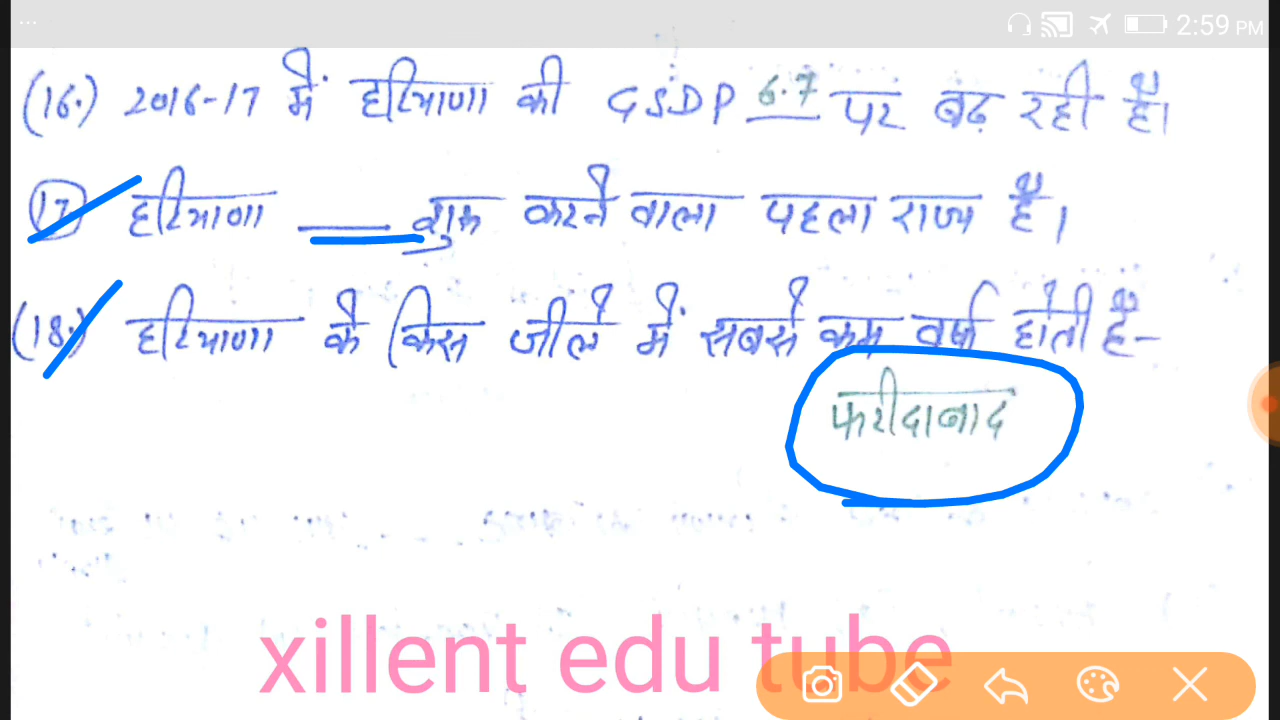 ... 2:59 PM
(16.) 2016-17 में हरियाणा की GSDP 6.7 पर बढ़ रही है।
17 हरियाणा ____ शुरू करने वाला पहला राज्य है।
(18.) हरियाणा के किस जीले में सबसे कम वर्षा होती है-
फरीदाबाद
xillent edu tube